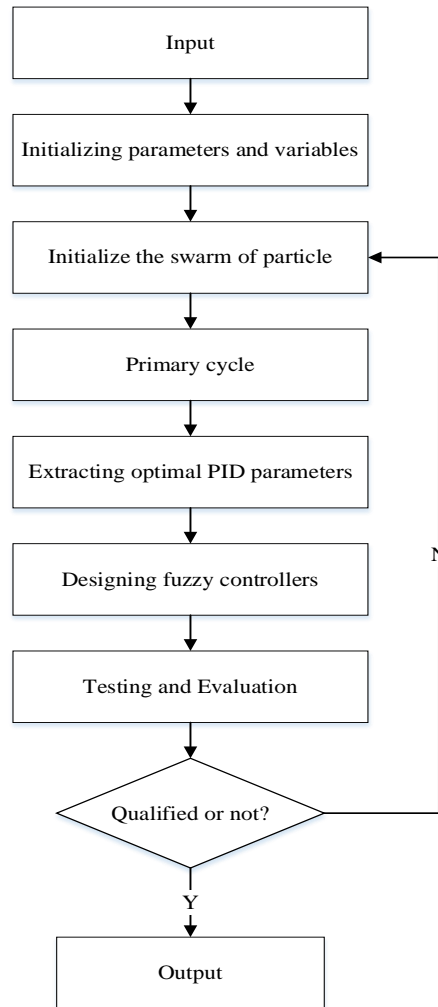 Input
Initializing parameters and variables
Initialize the swarm of particle
Primary cycle
Extracting optimal PID parameters
Designing fuzzy controllers
N
Testing and Evaluation
Qualified or not?
Y
Output